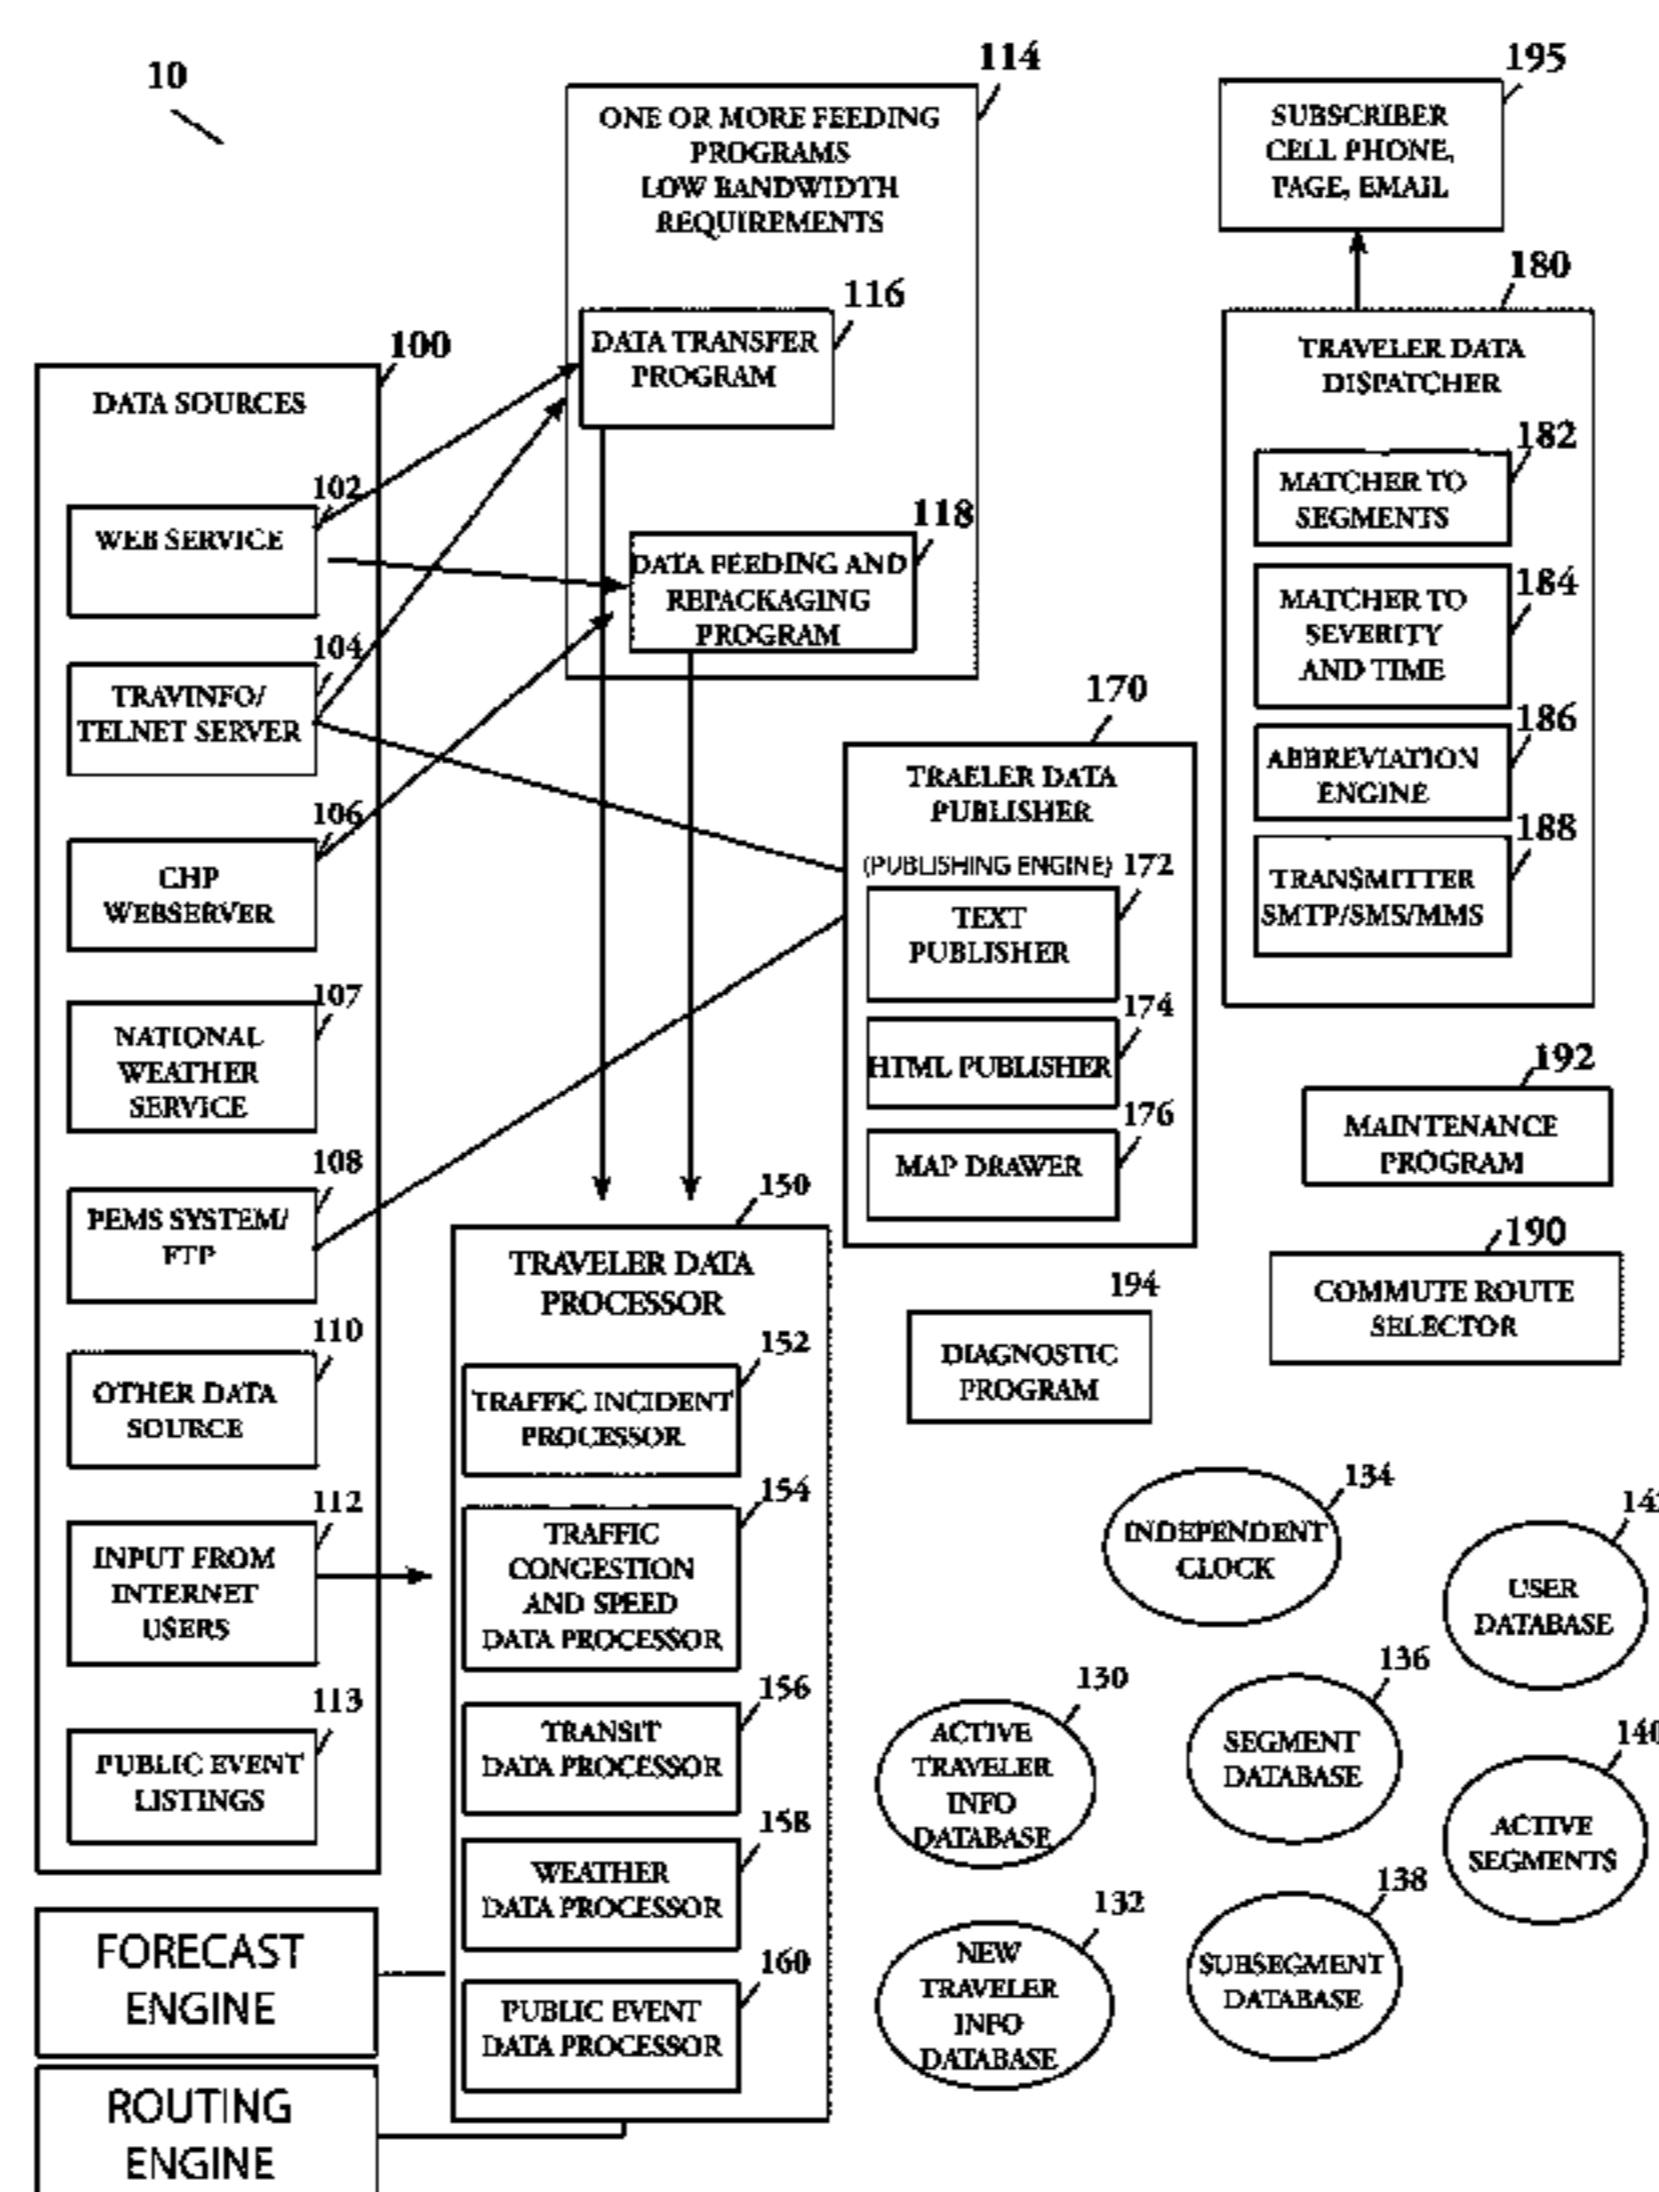 10
100
DATA SOURCES
102
WEB SERVICE
104
TRAVINFO/
TELNET SERVER
106
CHP
WEBSERVER
107
NATIONAL
WEATHER
SERVICE
108
PEMS SYSTEM/
FTP
110
OTHER DATA
SOURCE
112
INPUT FROM
INTERNET
USERS
113
PUBLIC EVENT
LISTINGS
FORECAST
ENGINE
ROUTING
ENGINE
114
ONE OR MORE FEEDING
PROGRAMS
LOW BANDWIDTH
REQUIREMENTS
116
DATA TRANSFER
PROGRAM
118
DATA FEEDING AND
REPACKAGING
PROGRAM
150
TRAVELER DATA
PROCESSOR
152
TRAFFIC INCIDENT
PROCESSOR
154
TRAFFIC
CONGESTION
AND SPEED
DATA PROCESSOR
156
TRANSIT
DATA PROCESSOR
158
WEATHER
DATA PROCESSOR
160
PUBLIC EVENT
DATA PROCESSOR
170
TRAELER DATA
PUBLISHER
(PUBLISHING ENGINE)
172
TEXT
PUBLISHER
174
HTML PUBLISHER
176
MAP DRAWER
195
SUBSCRIBER
CELL PHONE,
PAGE, EMAIL
180
TRAVELER DATA
DISPATCHER
182
MATCHER TO
SEGMENTS
184
MATCHER TO
SEVERITY
AND TIME
186
ABBREVIATION
ENGINE
188
TRANSMITTER
SMTP/SMS/MMS
192
MAINTENANCE
PROGRAM
190
COMMUTE ROUTE
SELECTOR
194
DIAGNOSTIC
PROGRAM
134
INDEPENDENT
CLOCK
USER
DATABASE
130
ACTIVE
TRAVELER
INFO
DATABASE
136
SEGMENT
DATABASE
140
ACTIVE
SEGMENTS
132
NEW
TRAVELER
INFO
DATABASE
138
SUBSEGMENT
DATABASE